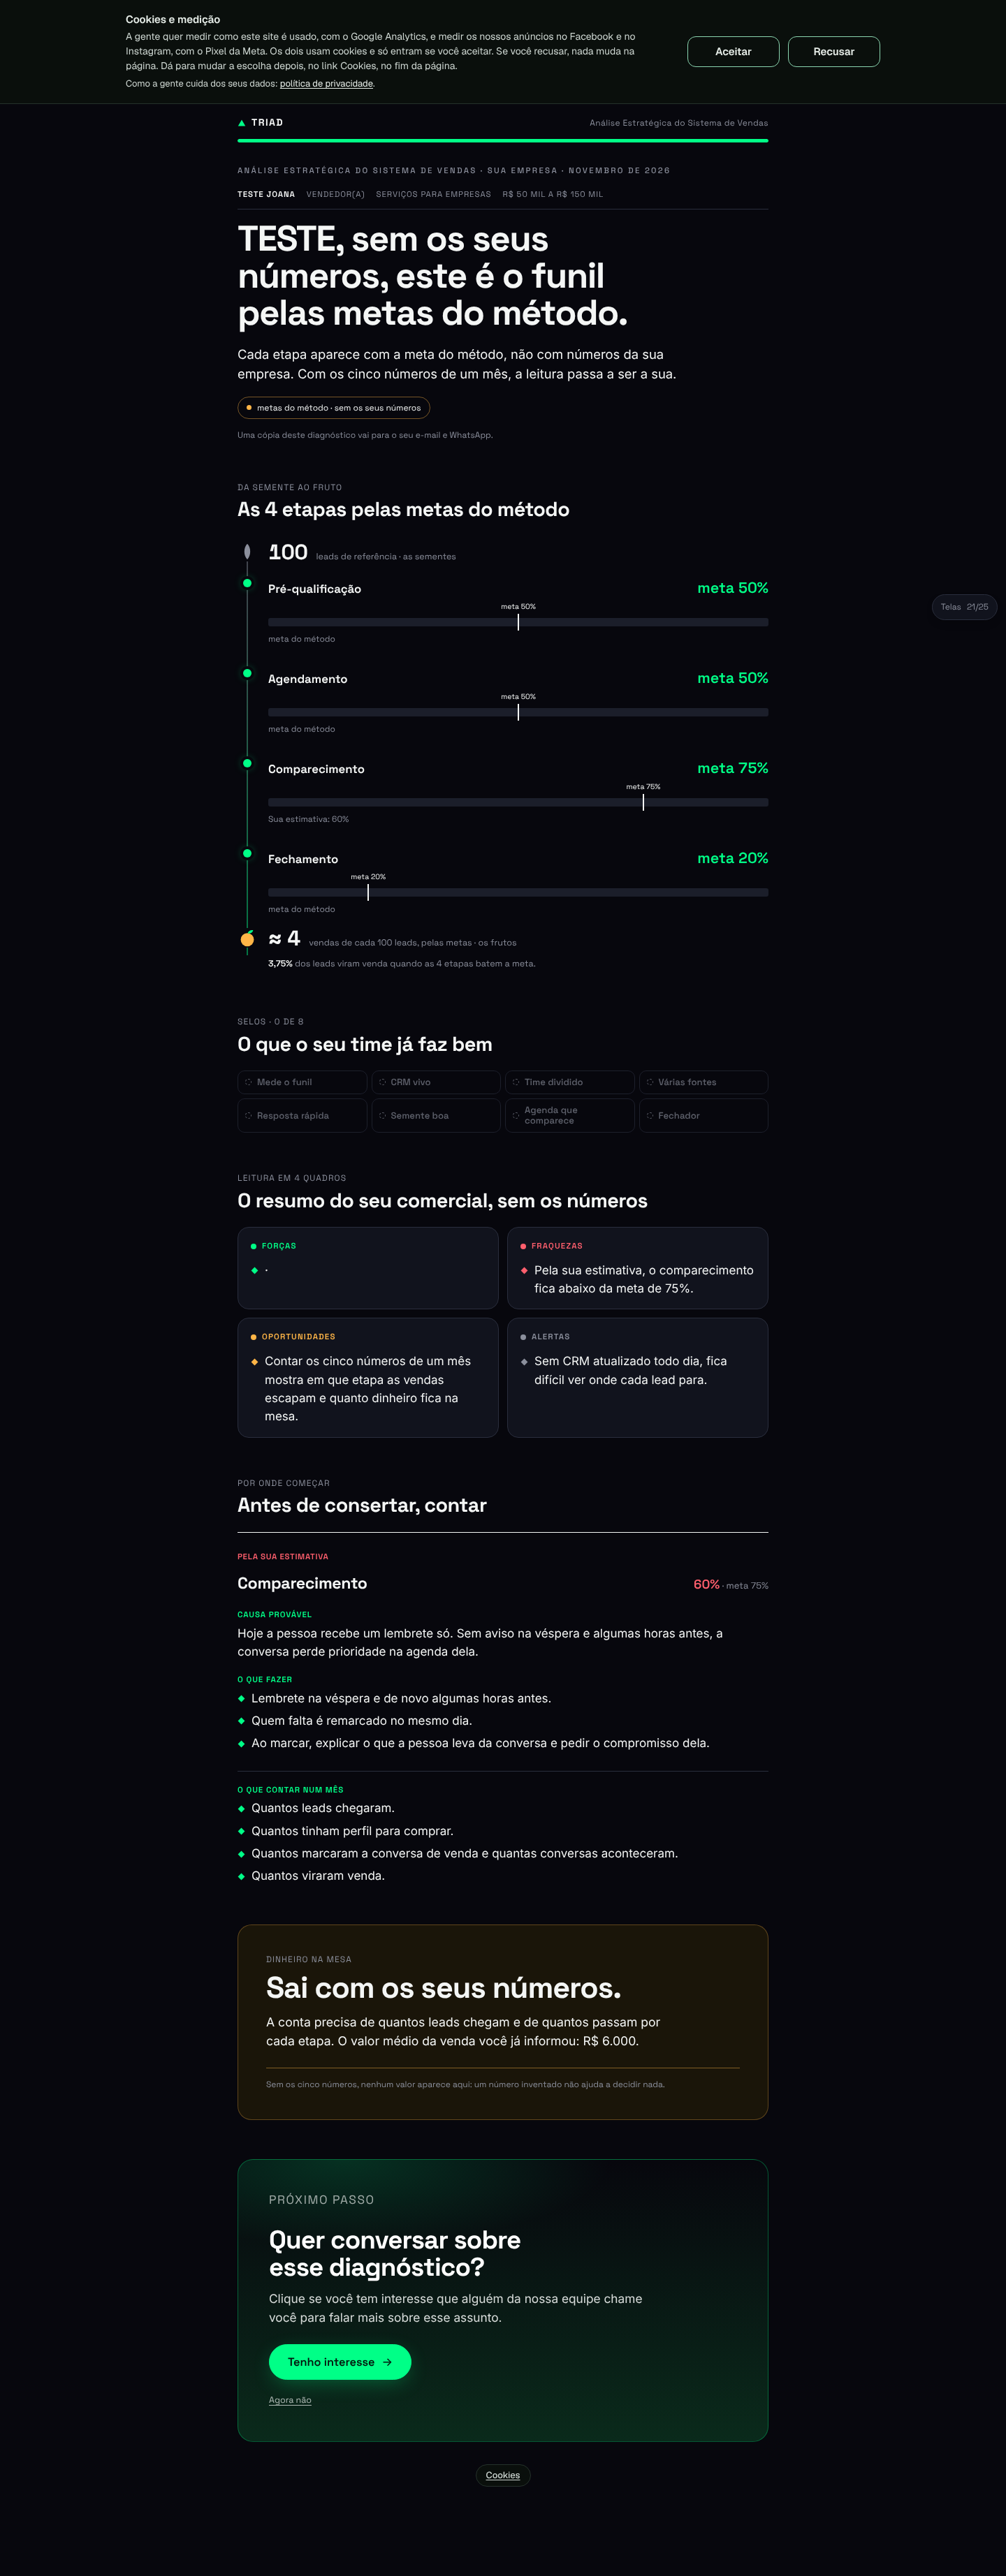 Cookies e medição
A gente quer medir como este site é usado, com o Google Analytics, e medir os nossos anúncios no Facebook e no
Instagram, com o Pixel da Meta. Os dois usam cookies e só entram se você aceitar. Se você recusar, nada muda na
página. Dá para mudar a escolha depois, no link Cookies, no fim da página.
Como a gente cuida dos seus dados: política de privacidade.
Aceitar
Recusar
TRIAD
Análise Estratégica do Sistema de Vendas
ANÁLISE ESTRATÉGICA DO SISTEMA DE VENDAS · SUA EMPRESA · NOVEMBRO DE 2026
TESTE JOANA VENDEDOR(A) SERVIÇOS PARA EMPRESAS R$ 50 MIL A R$ 150 MIL
TESTE, sem os seus
números, este é o funil
pelas metas do método.
Cada etapa aparece com a meta do método, não com números da sua
empresa. Com os cinco números de um mês, a leitura passa a ser a sua.
metas do método · sem os seus números
Uma cópia deste diagnóstico vai para o seu e-mail e WhatsApp.
DA SEMENTE AO FRUTO
As 4 etapas pelas metas do método
100 leads de referência · as sementes
Pré-qualificação
meta 50%
meta 50%
meta do método
Telas 21/25
Agendamento
meta 50%
meta 50%
meta do método
Comparecimento
meta 75%
meta 75%
Sua estimativa: 60%
Fechamento
meta 20%
meta 20%
meta do método
≈ 4 vendas de cada 100 leads, pelas metas · os frutos
3,75% dos leads viram venda quando as 4 etapas batem a meta.
SELOS · 0 DE 8
O que o seu time já faz bem
Mede o funil
CRM vivo
Time dividido
Várias fontes
Resposta rápida
Semente boa
Agenda que
comparece
Fechador
LEITURA EM 4 QUADROS
O resumo do seu comercial, sem os números
FORÇAS
·
FRAQUEZAS
Pela sua estimativa, o comparecimento
fica abaixo da meta de 75%.
OPORTUNIDADES
Contar os cinco números de um mês
mostra em que etapa as vendas
escapam e quanto dinheiro fica na
mesa.
ALERTAS
Sem CRM atualizado todo dia, fica
difícil ver onde cada lead para.
POR ONDE COMEÇAR
Antes de consertar, contar
PELA SUA ESTIMATIVA
Comparecimento
60% · meta 75%
CAUSA PROVÁVEL
Hoje a pessoa recebe um lembrete só. Sem aviso na véspera e algumas horas antes, a
conversa perde prioridade na agenda dela.
O QUE FAZER
Lembrete na véspera e de novo algumas horas antes.
Quem falta é remarcado no mesmo dia.
Ao marcar, explicar o que a pessoa leva da conversa e pedir o compromisso dela.
O QUE CONTAR NUM MÊS
Quantos leads chegaram.
Quantos tinham perfil para comprar.
Quantos marcaram a conversa de venda e quantas conversas aconteceram.
Quantos viraram venda.
DINHEIRO NA MESA
Sai com os seus números.
A conta precisa de quantos leads chegam e de quantos passam por
cada etapa. O valor médio da venda você já informou: R$ 6.000.
Sem os cinco números, nenhum valor aparece aqui: um número inventado não ajuda a decidir nada.
PRÓXIMO PASSO
Quer conversar sobre
esse diagnóstico?
Clique se você tem interesse que alguém da nossa equipe chame
você para falar mais sobre esse assunto.
Tenho interesse →
Agora não
Cookies